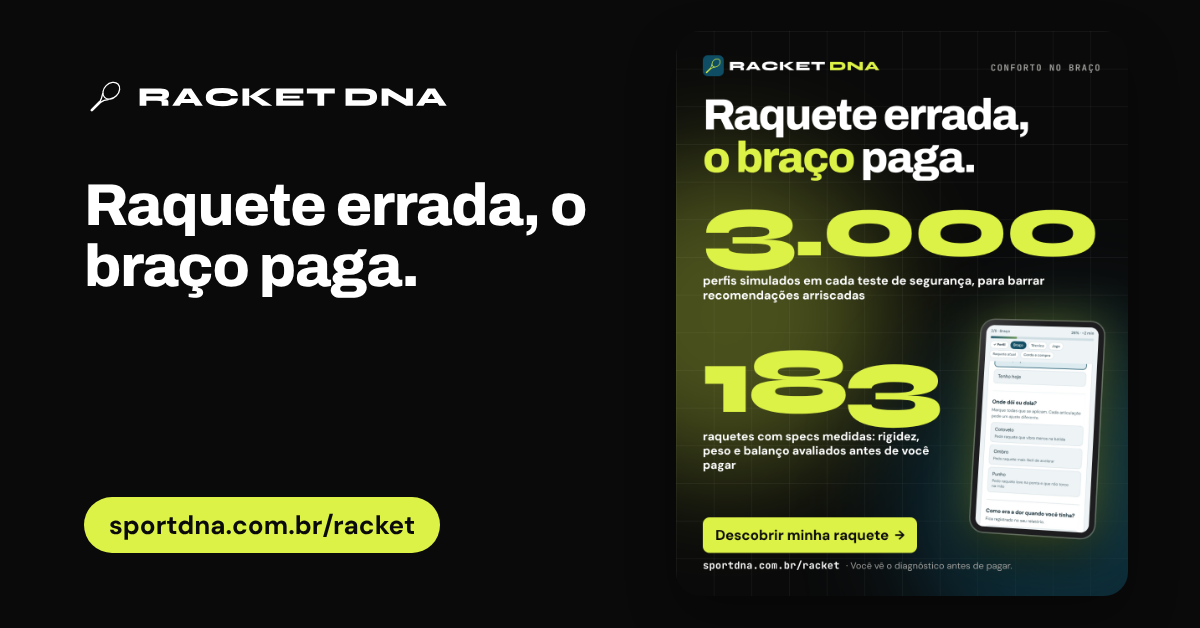 RACKET DNA
Raquete errada, o
braço paga.
sportdna.com.br/racket
RACKET DNA
CONFORTO NO BRAÇO
Raquete errada,
o braço paga.
3.000
perfis simulados em cada teste de segurança, para barrar
recomendações arriscadas
183
raquetes com specs medidas: rigidez,
peso e balanço avaliados antes de você
pagar
Tenho hoje
Onde dói ou doía?
Cotovelo
Ombro
Punho
Como era a dor quando você tinha?
Descobrir minha raquete →
sportdna.com.br/racket · Você vê o diagnóstico antes de pagar.